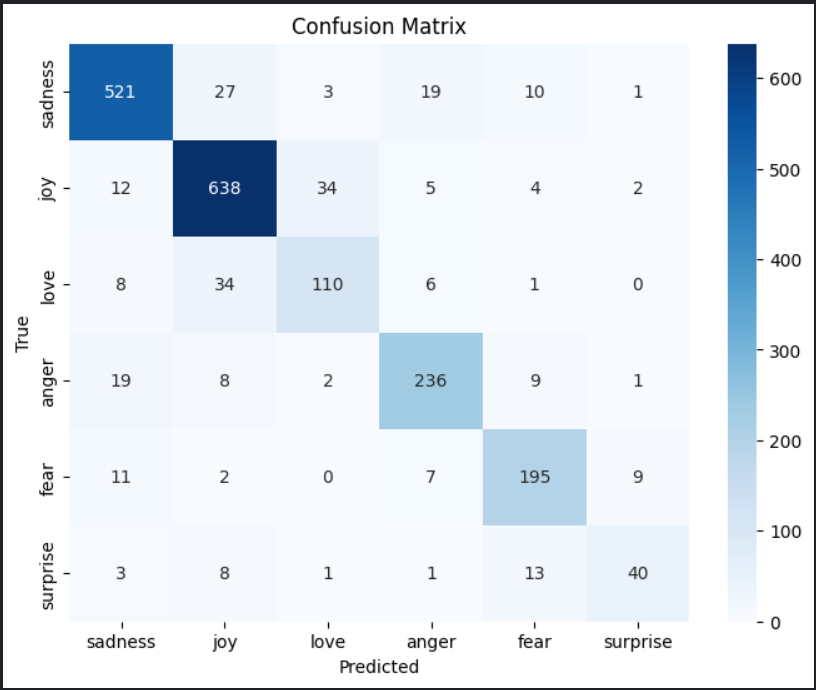 Confusion Matrix
sadness 521 27 3 19 10 1
joy 12 638 34 5 4 2
love 8 34 110 6 1 0
anger 19 8 2 236 9 1
fear 11 2 0 7 195 9
surprise 3 8 1 1 13 40
sadness joy love anger fear surprise
Predicted
True
600
500
400
300
200
100
0